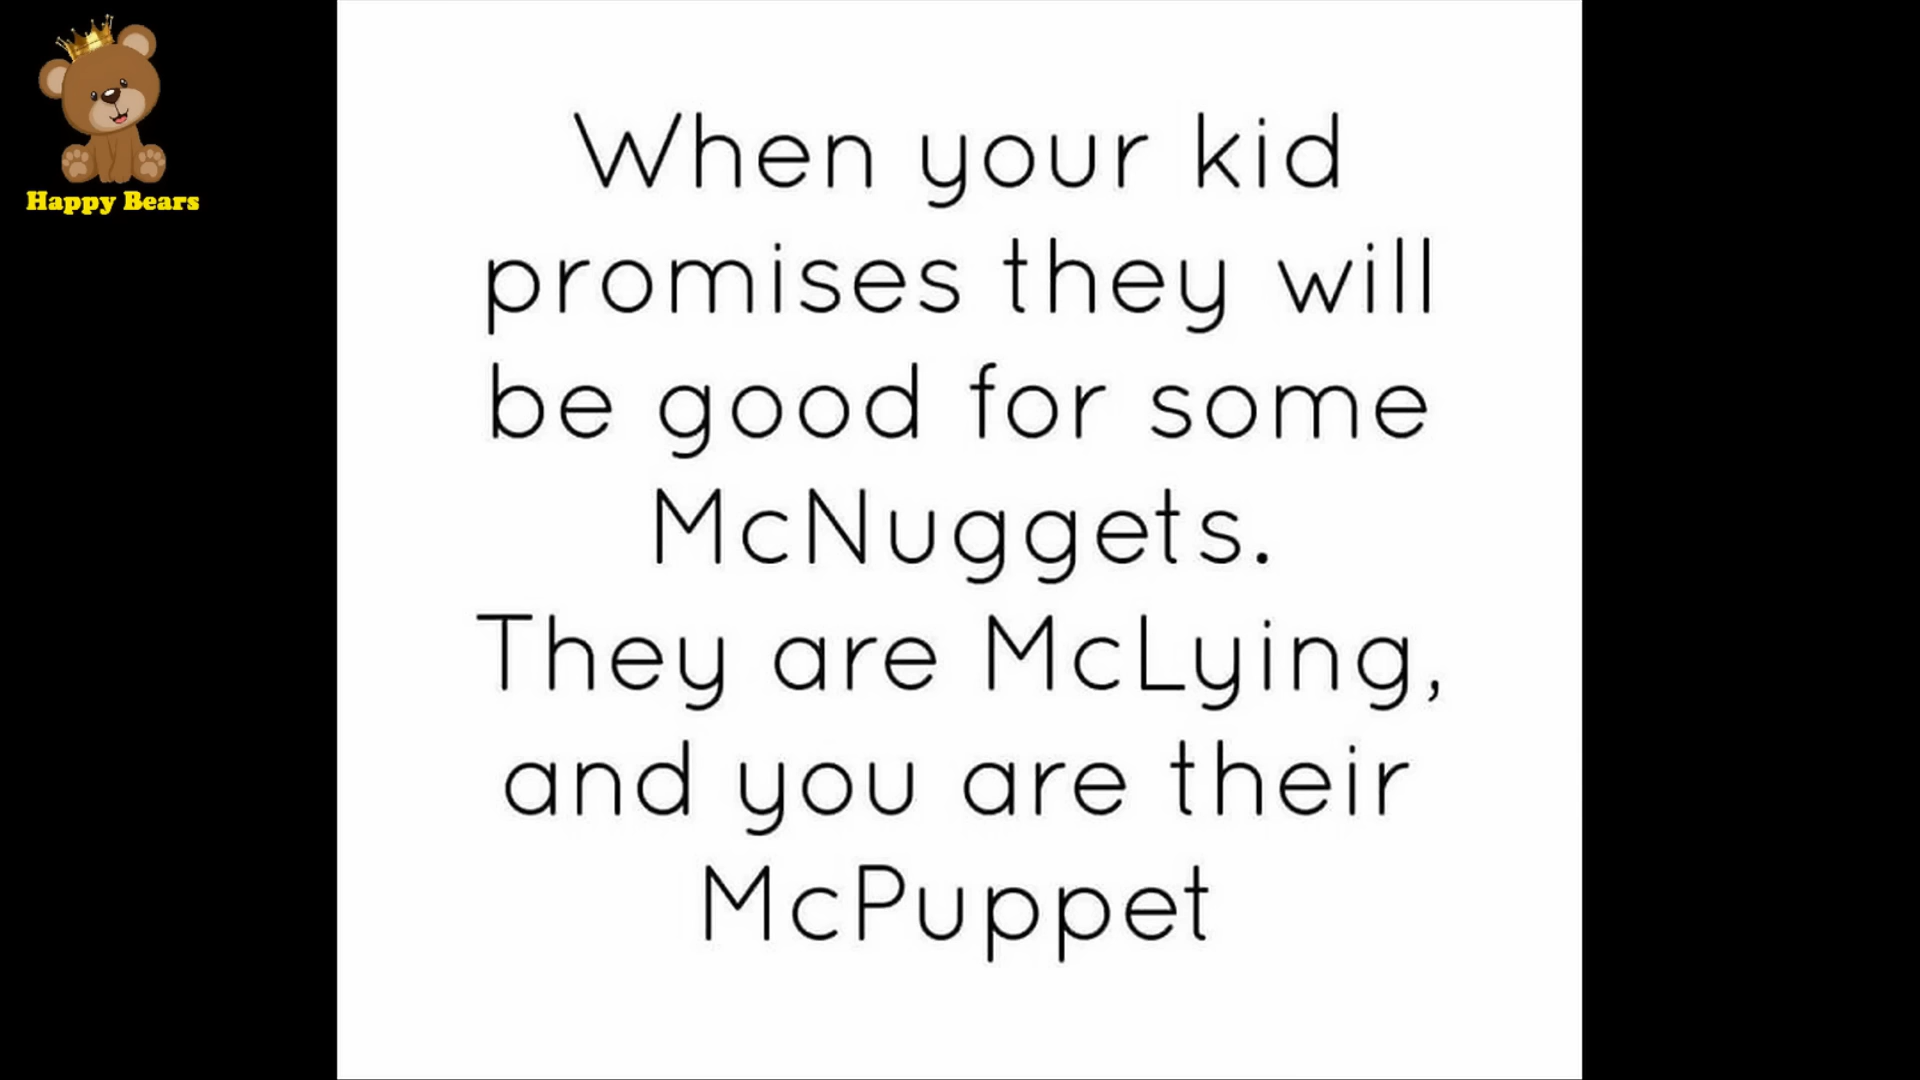 Happy Bears
When your kid
promises they will
be good for some
McNuggets.
They are McLying,
and you are their
McPuppet